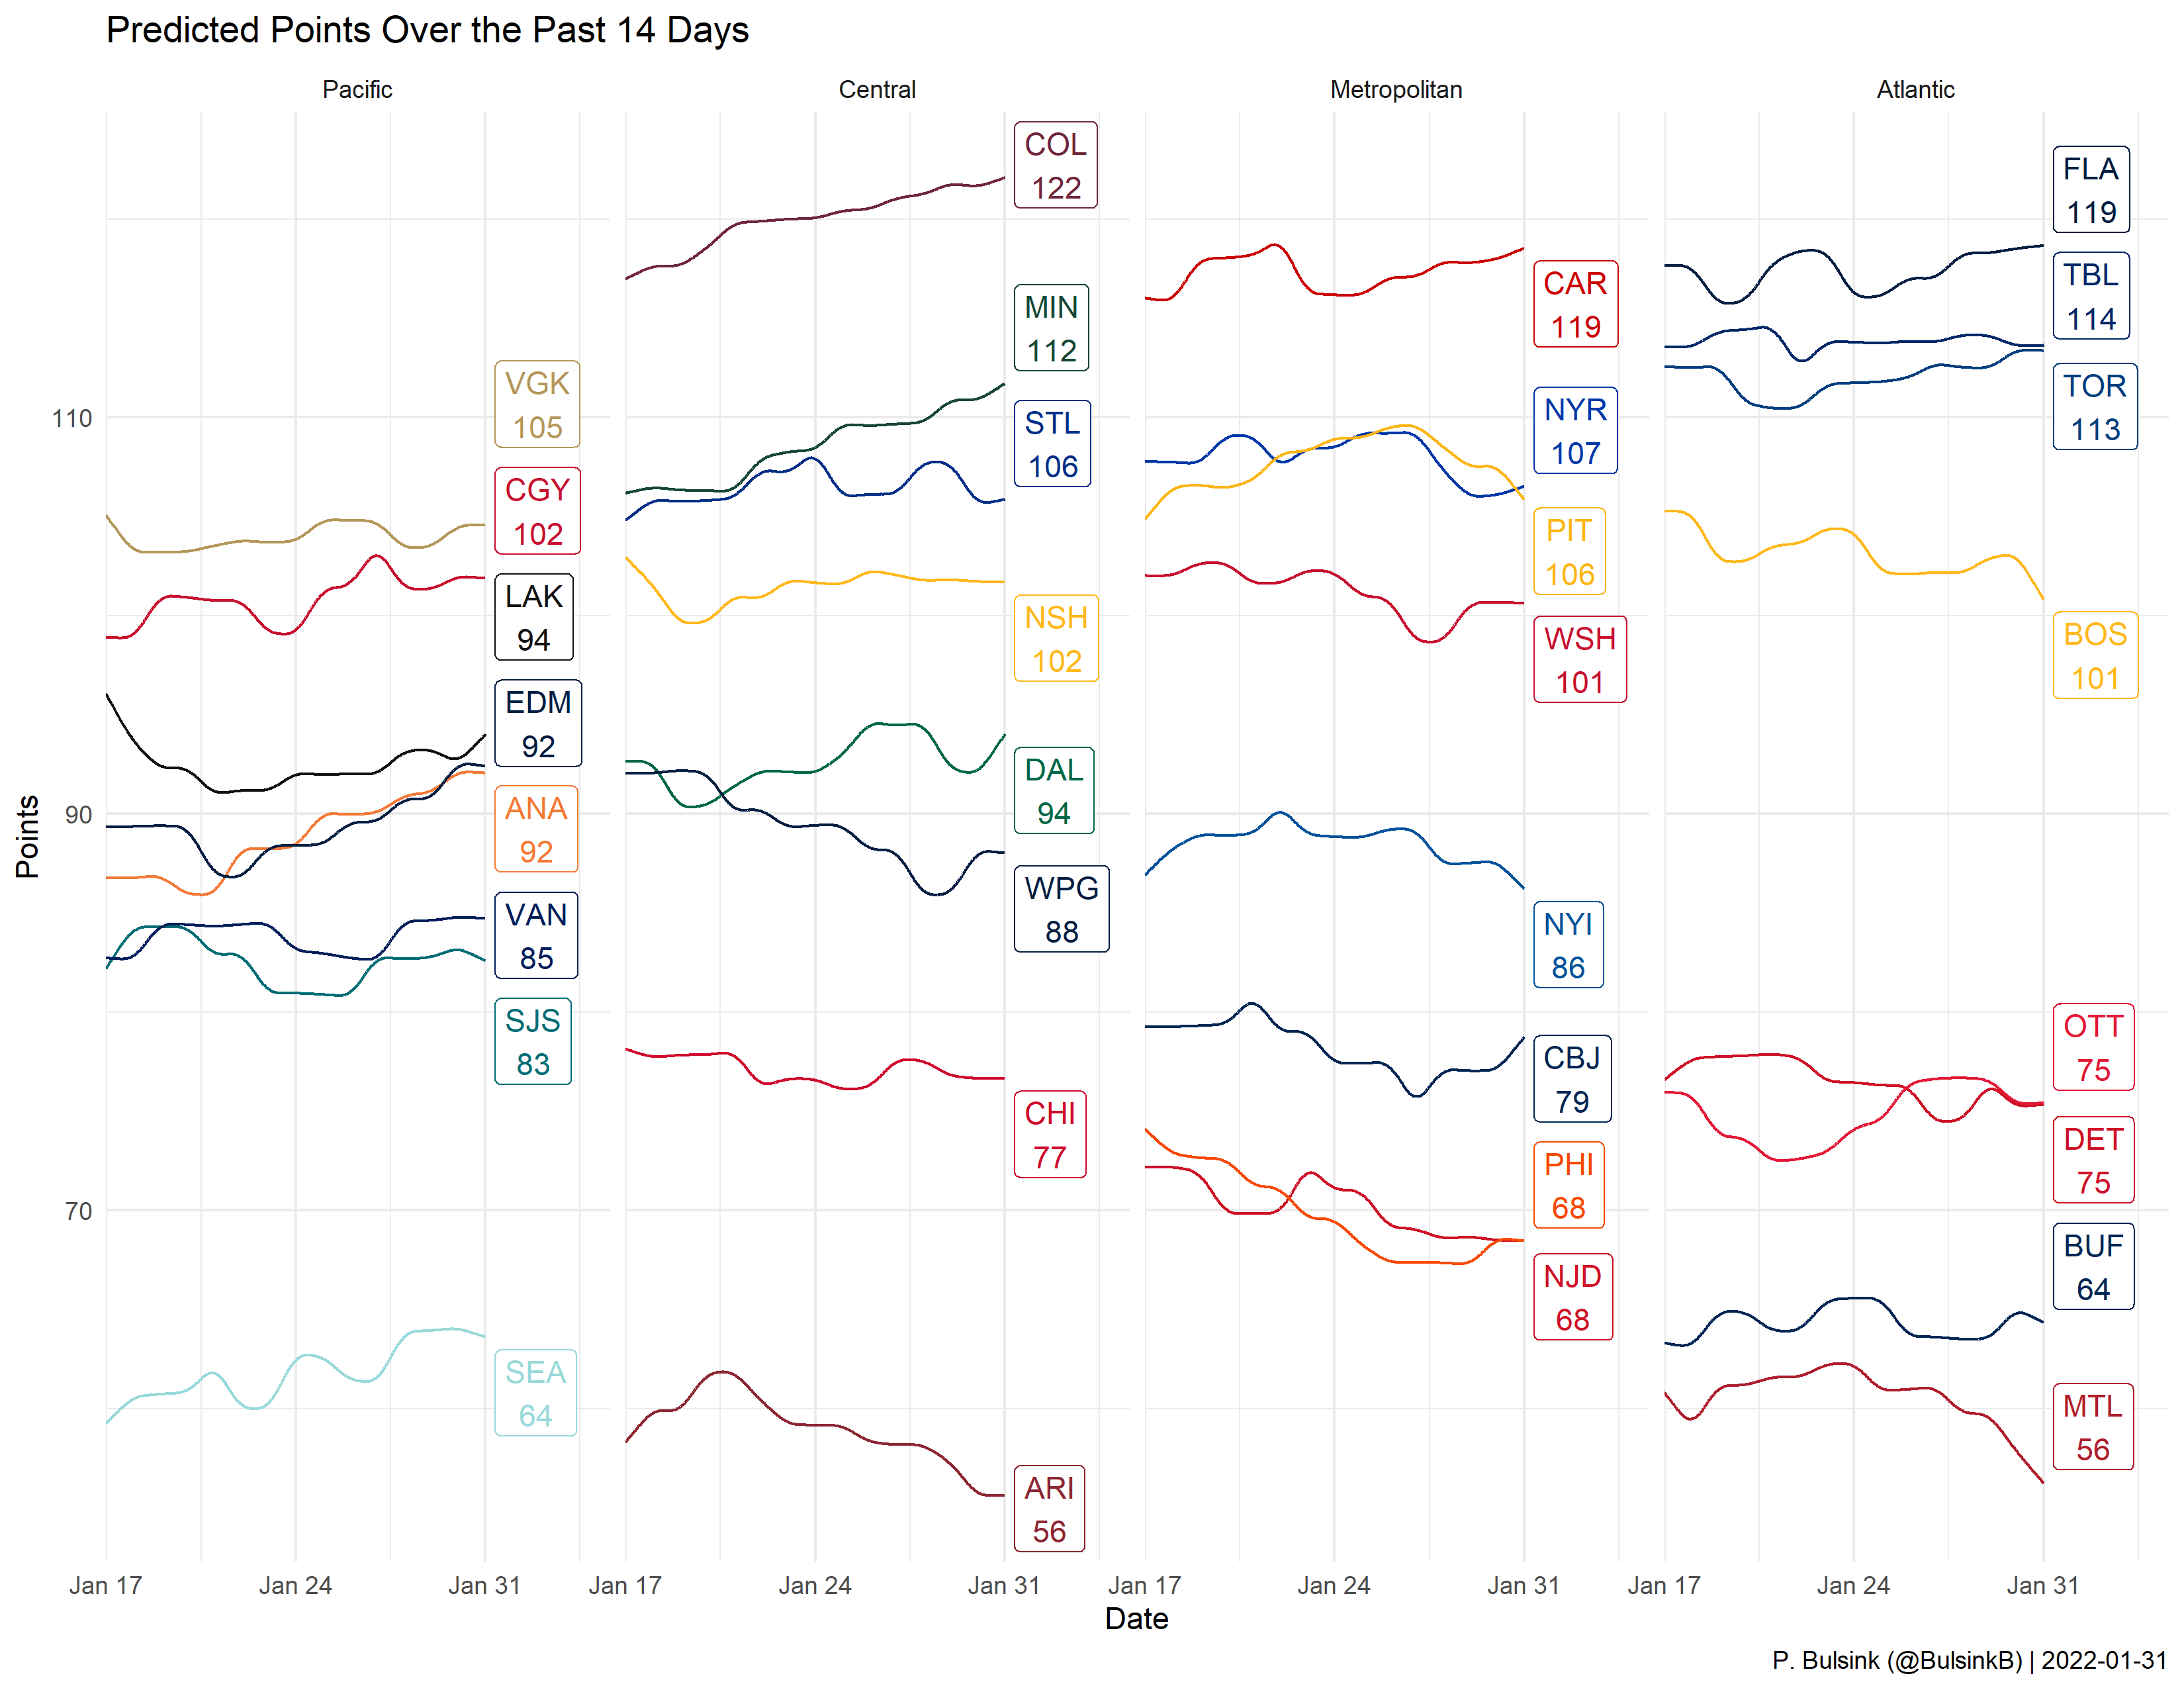 Predicted Points Over the Past 14 Days
Pacific
Central
Metropolitan
Atlantic
Points
110
90
70
VGK
105
CGY
102
LAK
94
EDM
92
ANA
92
VAN
85
SJS
83
SEA
64
COL
122
MIN
112
STL
106
NSH
102
DAL
94
WPG
88
CHI
77
ARI
56
CAR
119
NYR
107
PIT
106
WSH
101
NYI
86
CBJ
79
PHI
68
NJD
68
FLA
119
TBL
114
TOR
113
BOS
101
OTT
75
DET
75
BUF
64
MTL
56
Jan 17 Jan 24 Jan 31 Jan 17 Jan 24 Jan 31 Jan 17 Jan 24 Jan 31 Jan 17 Jan 24 Jan 31
Date
P. Bulsink (@BulsinkB) | 2022-01-31